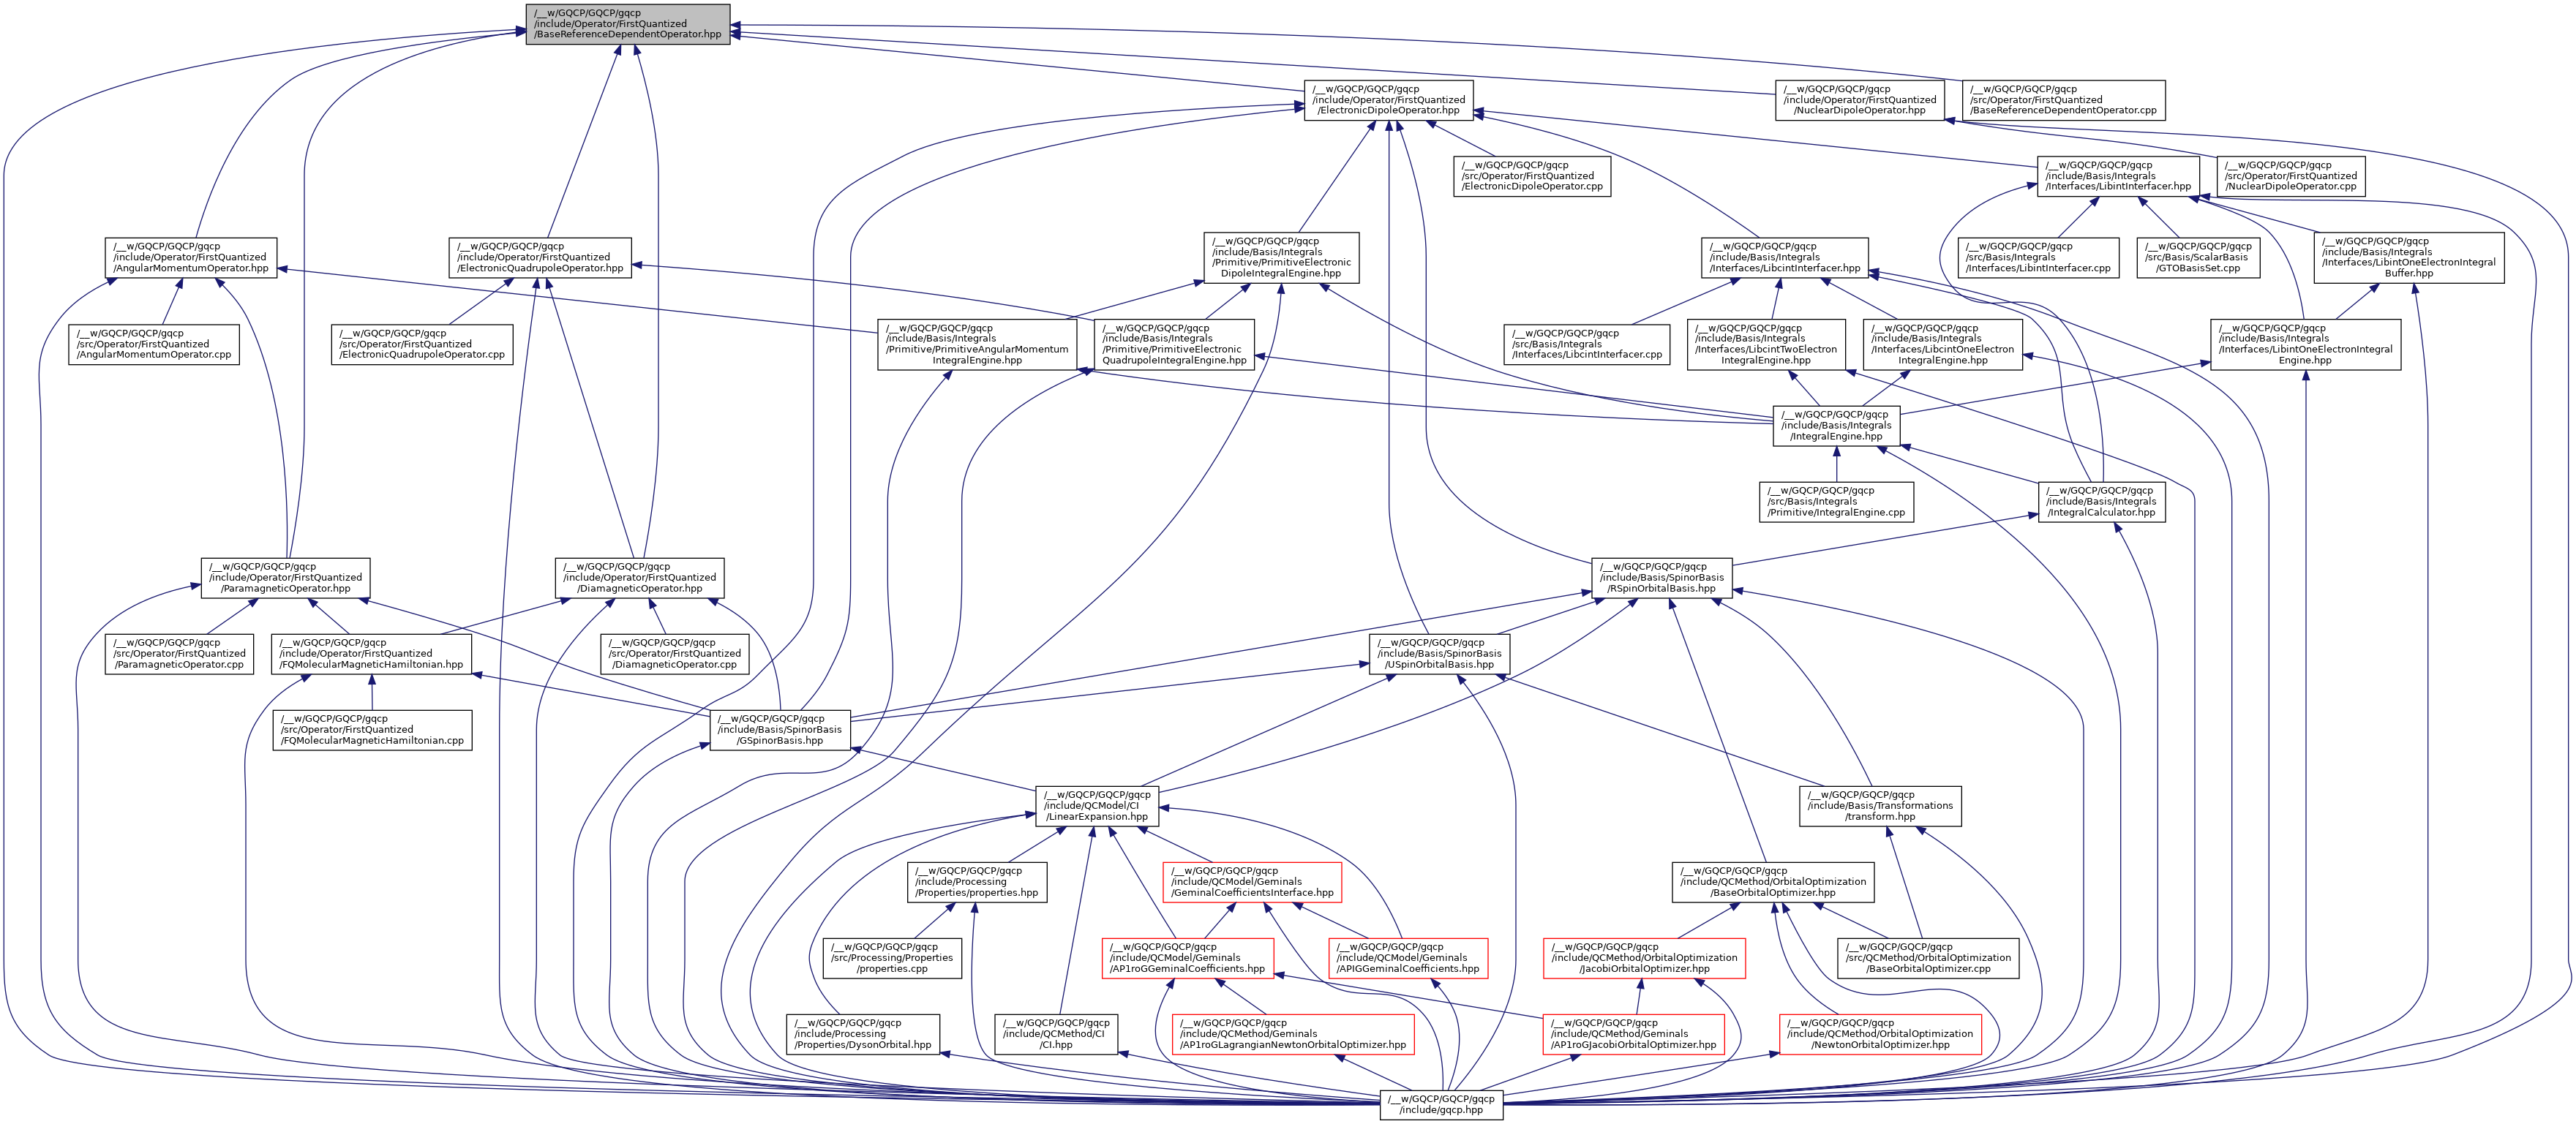 /__w/GQCP/GQCP/gqcp
/include/Operator/FirstQuantized
/BaseReferenceDependentOperator.hpp
/__w/GQCP/GQCP/gqcp
/include/Operator/FirstQuantized
/ElectronicDipoleOperator.hpp
/__w/GQCP/GQCP/gqcp
/include/Operator/FirstQuantized
/NuclearDipoleOperator.hpp
/__w/GQCP/GQCP/gqcp
/src/Operator/FirstQuantized
/BaseReferenceDependentOperator.cpp
/__w/GQCP/GQCP/gqcp
/src/Operator/FirstQuantized
/ElectronicDipoleOperator.cpp
/__w/GQCP/GQCP/gqcp
/include/Basis/Integrals
/Interfaces/LibintInterfacer.hpp
/__w/GQCP/GQCP/gqcp
/src/Operator/FirstQuantized
/NuclearDipoleOperator.cpp
/__w/GQCP/GQCP/gqcp
/include/Operator/FirstQuantized
/AngularMomentumOperator.hpp
/__w/GQCP/GQCP/gqcp
/include/Operator/FirstQuantized
/ElectronicQuadrupoleOperator.hpp
/__w/GQCP/GQCP/gqcp
/include/Basis/Integrals
/Primitive/PrimitiveElectronic
DipoleIntegralEngine.hpp
/__w/GQCP/GQCP/gqcp
/include/Basis/Integrals
/Interfaces/LibcintInterfacer.hpp
/__w/GQCP/GQCP/gqcp
/src/Basis/Integrals
/Interfaces/LibintInterfacer.cpp
/__w/GQCP/GQCP/gqcp
/src/Basis/ScalarBasis
/GTOBasisSet.cpp
/__w/GQCP/GQCP/gqcp
/include/Basis/Integrals
/Interfaces/LibintOneElectronIntegral
Buffer.hpp
/__w/GQCP/GQCP/gqcp
/src/Operator/FirstQuantized
/AngularMomentumOperator.cpp
/__w/GQCP/GQCP/gqcp
/src/Operator/FirstQuantized
/ElectronicQuadrupoleOperator.cpp
/__w/GQCP/GQCP/gqcp
/include/Basis/Integrals
/Primitive/PrimitiveAngularMomentum
IntegralEngine.hpp
/__w/GQCP/GQCP/gqcp
/include/Basis/Integrals
/Primitive/PrimitiveElectronic
QuadrupoleIntegralEngine.hpp
/__w/GQCP/GQCP/gqcp
/src/Basis/Integrals
/Interfaces/LibcintInterfacer.cpp
/__w/GQCP/GQCP/gqcp
/include/Basis/Integrals
/Interfaces/LibcintTwoElectron
IntegralEngine.hpp
/__w/GQCP/GQCP/gqcp
/include/Basis/Integrals
/Interfaces/LibcintOneElectron
IntegralEngine.hpp
/__w/GQCP/GQCP/gqcp
/include/Basis/Integrals
/Interfaces/LibintOneElectronIntegral
Engine.hpp
/__w/GQCP/GQCP/gqcp
/include/Basis/Integrals
/IntegralEngine.hpp
/__w/GQCP/GQCP/gqcp
/src/Basis/Integrals
/Primitive/IntegralEngine.cpp
/__w/GQCP/GQCP/gqcp
/include/Basis/Integrals
/IntegralCalculator.hpp
/__w/GQCP/GQCP/gqcp
/include/Operator/FirstQuantized
/ParamagneticOperator.hpp
/__w/GQCP/GQCP/gqcp
/include/Operator/FirstQuantized
/DiamagneticOperator.hpp
/__w/GQCP/GQCP/gqcp
/include/Basis/SpinorBasis
/RSpinOrbitalBasis.hpp
/__w/GQCP/GQCP/gqcp
/src/Operator/FirstQuantized
/ParamagneticOperator.cpp
/__w/GQCP/GQCP/gqcp
/include/Operator/FirstQuantized
/FQMolecularMagneticHamiltonian.hpp
/__w/GQCP/GQCP/gqcp
/src/Operator/FirstQuantized
/DiamagneticOperator.cpp
/__w/GQCP/GQCP/gqcp
/include/Basis/SpinorBasis
/USpinOrbitalBasis.hpp
/__w/GQCP/GQCP/gqcp
/src/Operator/FirstQuantized
/FQMolecularMagneticHamiltonian.cpp
/__w/GQCP/GQCP/gqcp
/include/Basis/SpinorBasis
/GSpinorBasis.hpp
/__w/GQCP/GQCP/gqcp
/include/QCModel/CI
/LinearExpansion.hpp
/__w/GQCP/GQCP/gqcp
/include/Basis/Transformations
/transform.hpp
/__w/GQCP/GQCP/gqcp
/include/Processing
/Properties/properties.hpp
/__w/GQCP/GQCP/gqcp
/include/QCModel/Geminals
/GeminalCoefficientsInterface.hpp
/__w/GQCP/GQCP/gqcp
/include/QCMethod/OrbitalOptimization
/BaseOrbitalOptimizer.hpp
/__w/GQCP/GQCP/gqcp
/src/Processing/Properties
/properties.cpp
/__w/GQCP/GQCP/gqcp
/include/QCModel/Geminals
/AP1roGGeminalCoefficients.hpp
/__w/GQCP/GQCP/gqcp
/include/QCModel/Geminals
/APIGGeminalCoefficients.hpp
/__w/GQCP/GQCP/gqcp
/include/QCMethod/OrbitalOptimization
/JacobiOrbitalOptimizer.hpp
/__w/GQCP/GQCP/gqcp
/src/QCMethod/OrbitalOptimization
/BaseOrbitalOptimizer.cpp
/__w/GQCP/GQCP/gqcp
/include/Processing
/Properties/DysonOrbital.hpp
/__w/GQCP/GQCP/gqcp
/include/QCMethod/CI
/CI.hpp
/__w/GQCP/GQCP/gqcp
/include/QCMethod/Geminals
/AP1roGLagrangianNewtonOrbitalOptimizer.hpp
/__w/GQCP/GQCP/gqcp
/include/QCMethod/Geminals
/AP1roGJacobiOrbitalOptimizer.hpp
/__w/GQCP/GQCP/gqcp
/include/QCMethod/OrbitalOptimization
/NewtonOrbitalOptimizer.hpp
/__w/GQCP/GQCP/gqcp
/include/gqcp.hpp